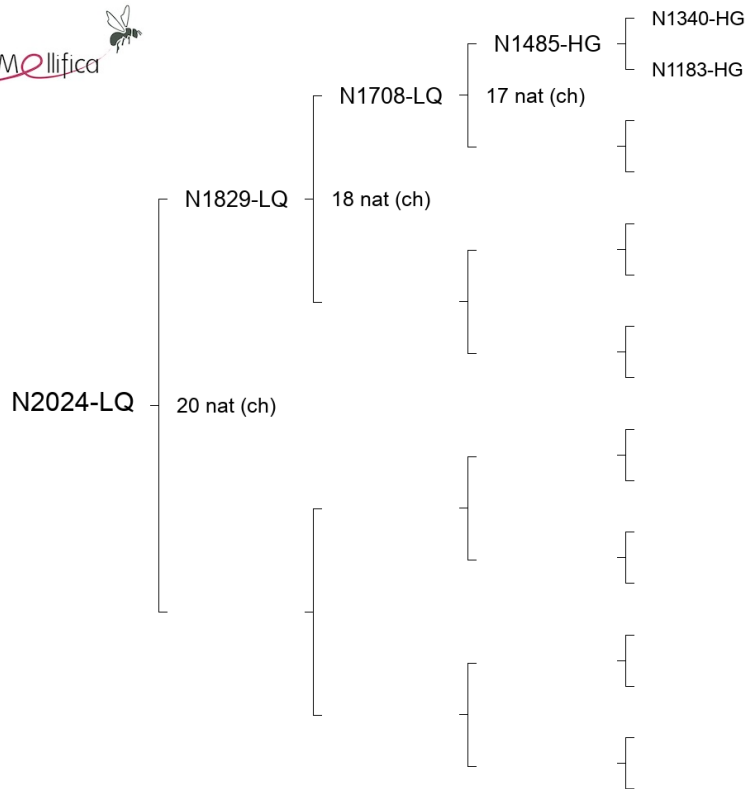 Mellifica
N1340-HG
N1485-HG
N1183-HG
N1708-LQ
17 nat (ch)
N1829-LQ
18 nat (ch)
N2024-LQ
20 nat (ch)